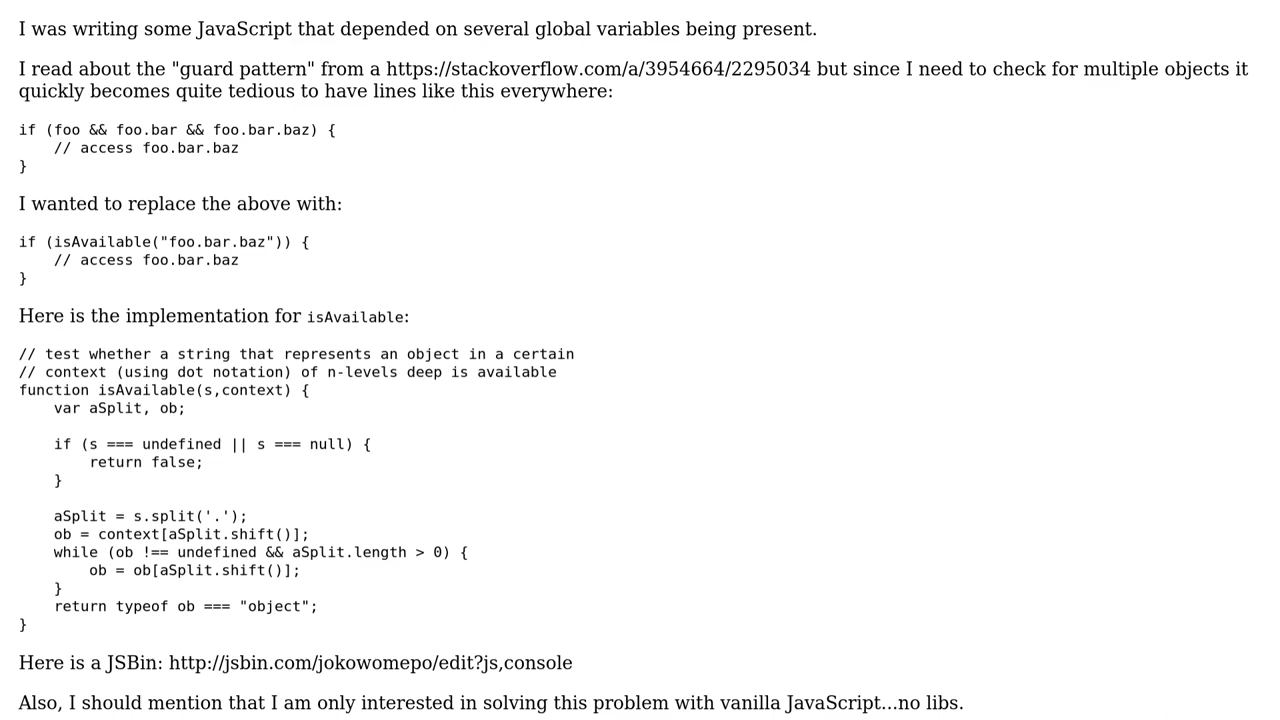 I was writing some JavaScript that depended on several global variables being present.
I read about the "guard pattern" from a https://stackoverflow.com/a/3954664/2295034 but since I need to check for multiple objects it
quickly becomes quite tedious to have lines like this everywhere:
if (foo && foo.bar && foo.bar.baz) {
    // access foo.bar.baz
}
I wanted to replace the above with:
if (isAvailable("foo.bar.baz")) {
    // access foo.bar.baz
}
Here is the implementation for isAvailable:
// test whether a string that represents an object in a certain
// context (using dot notation) of n-levels deep is available
function isAvailable(s,context) {
    var aSplit, ob;
    if (s === undefined || s === null) {
        return false;
    }
    aSplit = s.split('.');
    ob = context[aSplit.shift()];
    while (ob !== undefined && aSplit.length > 0) {
        ob = ob[aSplit.shift()];
    }
    return typeof ob === "object";
}
Here is a JSBin: http://jsbin.com/jokowomepo/edit?js,console
Also, I should mention that I am only interested in solving this problem with vanilla JavaScript...no libs.